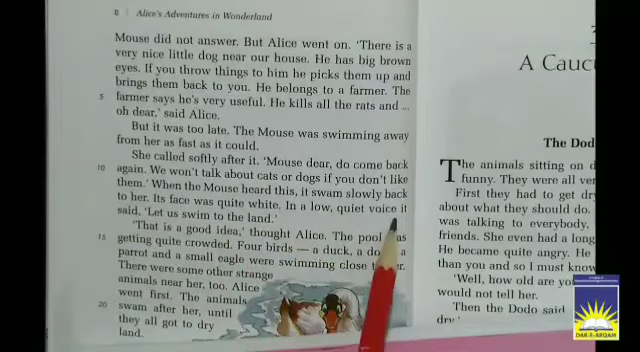 8 | Alice's Adventures in Wonderland
Mouse did not answer. But Alice went on. 'There is a
very nice little dog near our house. He has big brown
eyes. If you throw things to him he picks them up and
brings them back to you. He belongs to a farmer. The
5 farmer says he's very useful. He kills all the rats and ...
oh dear,' said Alice.
But it was too late. The Mouse was swimming away
from her as fast as it could.
She called softly after it. 'Mouse dear, do come back
10 again. We won't talk about cats or dogs if you don't like
them.' When the Mouse heard this, it swam slowly back
to her. Its face was quite white. In a low, quiet voice it
said, 'Let us swim to the land.'
'That is a good idea,' thought Alice. The pool
15 getting quite crowded. Four birds — a duck, a a
parrot and a small eagle were swimming close
There were some other strange
animals near her, too. Alice
went first. The animals
20 swam after her, until
they all got to dry
land.
3
A Cauc
The Dod
The animals sitting on d
funny. They were all ver
First they had to get dry
about what they should do.
was talking to everybody.
friends. She even had a long
He became quite angry. He
than you and so I must know
'Well, how old are yo
would not tell her.
Then the Dodo said
dry.'
DAR-E-ARQAM